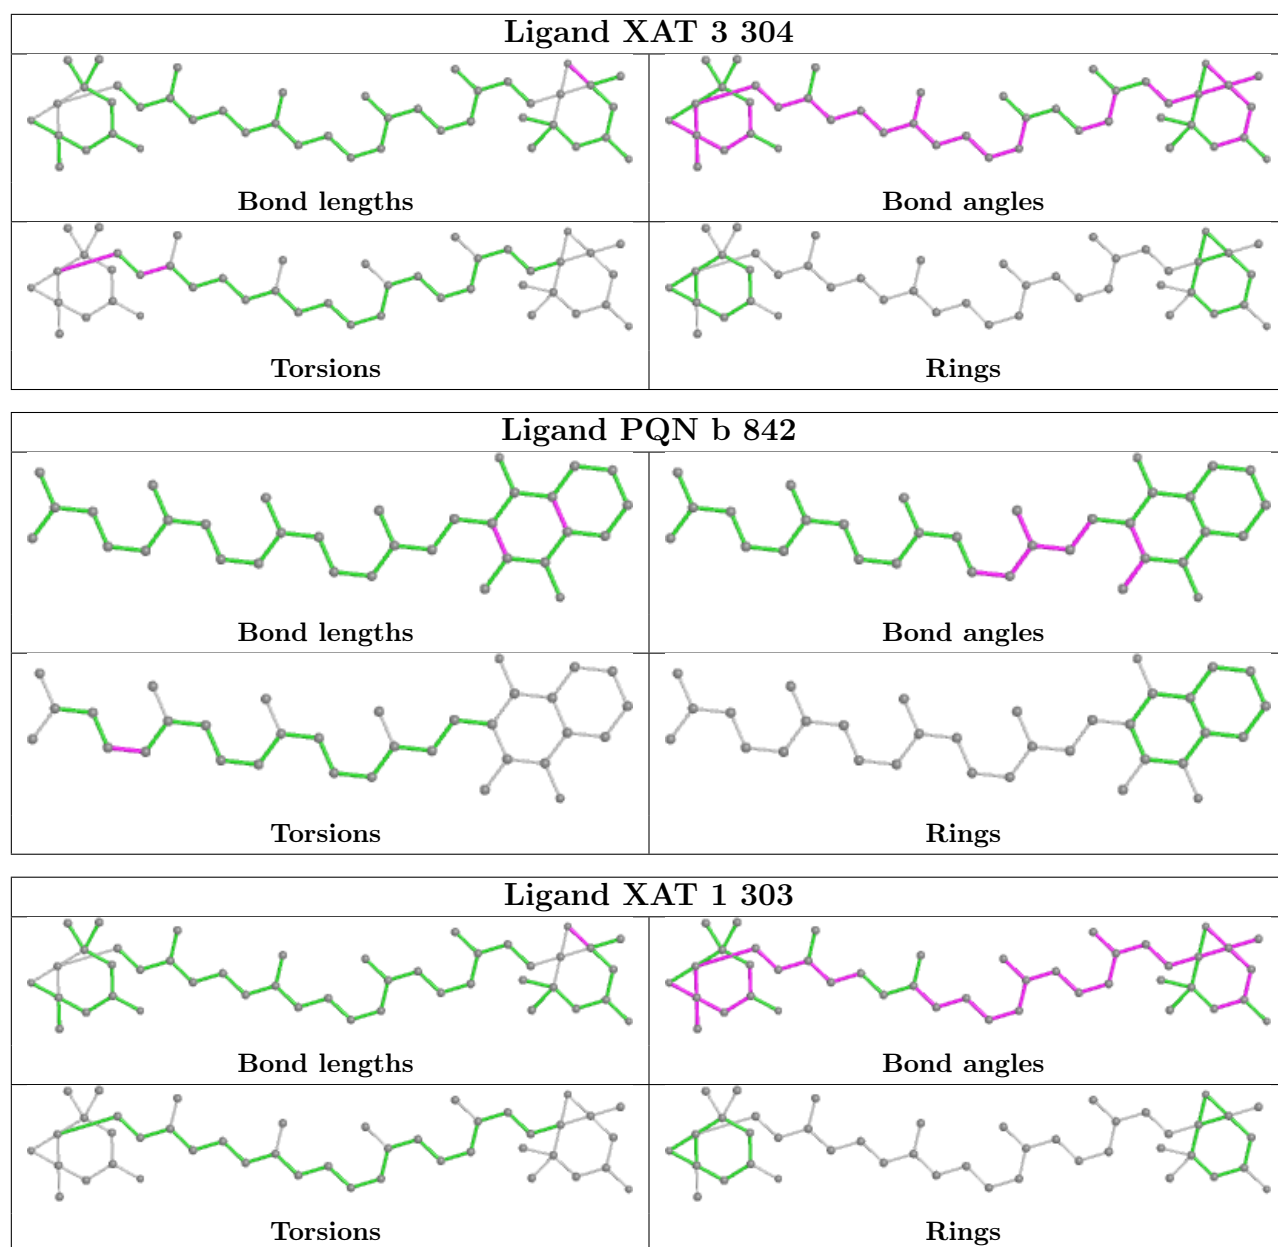 Ligand XAT 3 304
Bond lengths
Bond angles
Torsions
Rings
Ligand PQN b 842
Bond lengths
Bond angles
Torsions
Rings
Ligand XAT 1 303
Bond lengths
Bond angles
Torsions
Rings